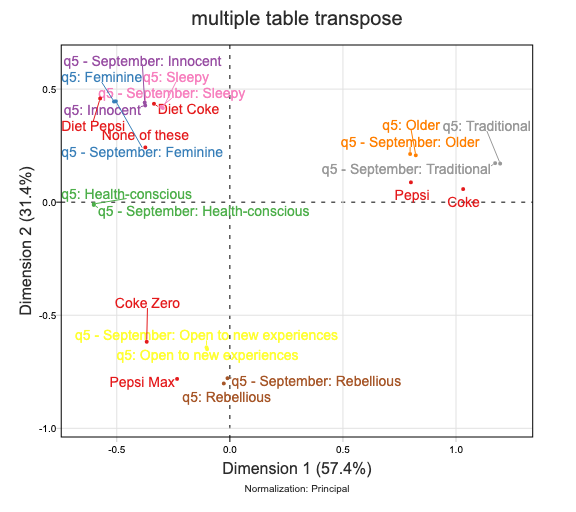 multiple table transpose
q5 - September: Innocent
q5: Feminine
q5: Sleepy
q5 - September: Sleepy
q5: Innocent
Diet Coke
Diet Pepsi
None of these
q5 - September: Feminine
q5: Older
q5: Traditional
q5 - September: Older
q5 - September: Traditional
Pepsi
Coke
q5: Health-conscious
q5 - September: Health-conscious
Coke Zero
q5 - September: Open to new experiences
q5: Open to new experiences
Pepsi Max
q5 - September: Rebellious
q5: Rebellious
0.5
0.0
-0.5
-1.0
Dimension 2 (31.4%)
-0.5 0.0 0.5 1.0
Dimension 1 (57.4%)
Normalization: Principal